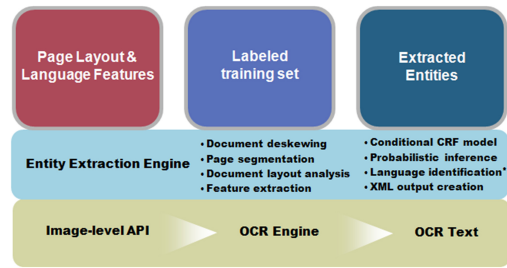 Page Layout &
Language Features
Labeled
training set
Extracted
Entities
Entity Extraction Engine
• Document deskewing
• Page segmentation
• Document layout analysis
• Feature extraction
• Conditional CRF model
• Probabilistic inference
• Language identification*
• XML output creation
Image-level API
OCR Engine
OCR Text